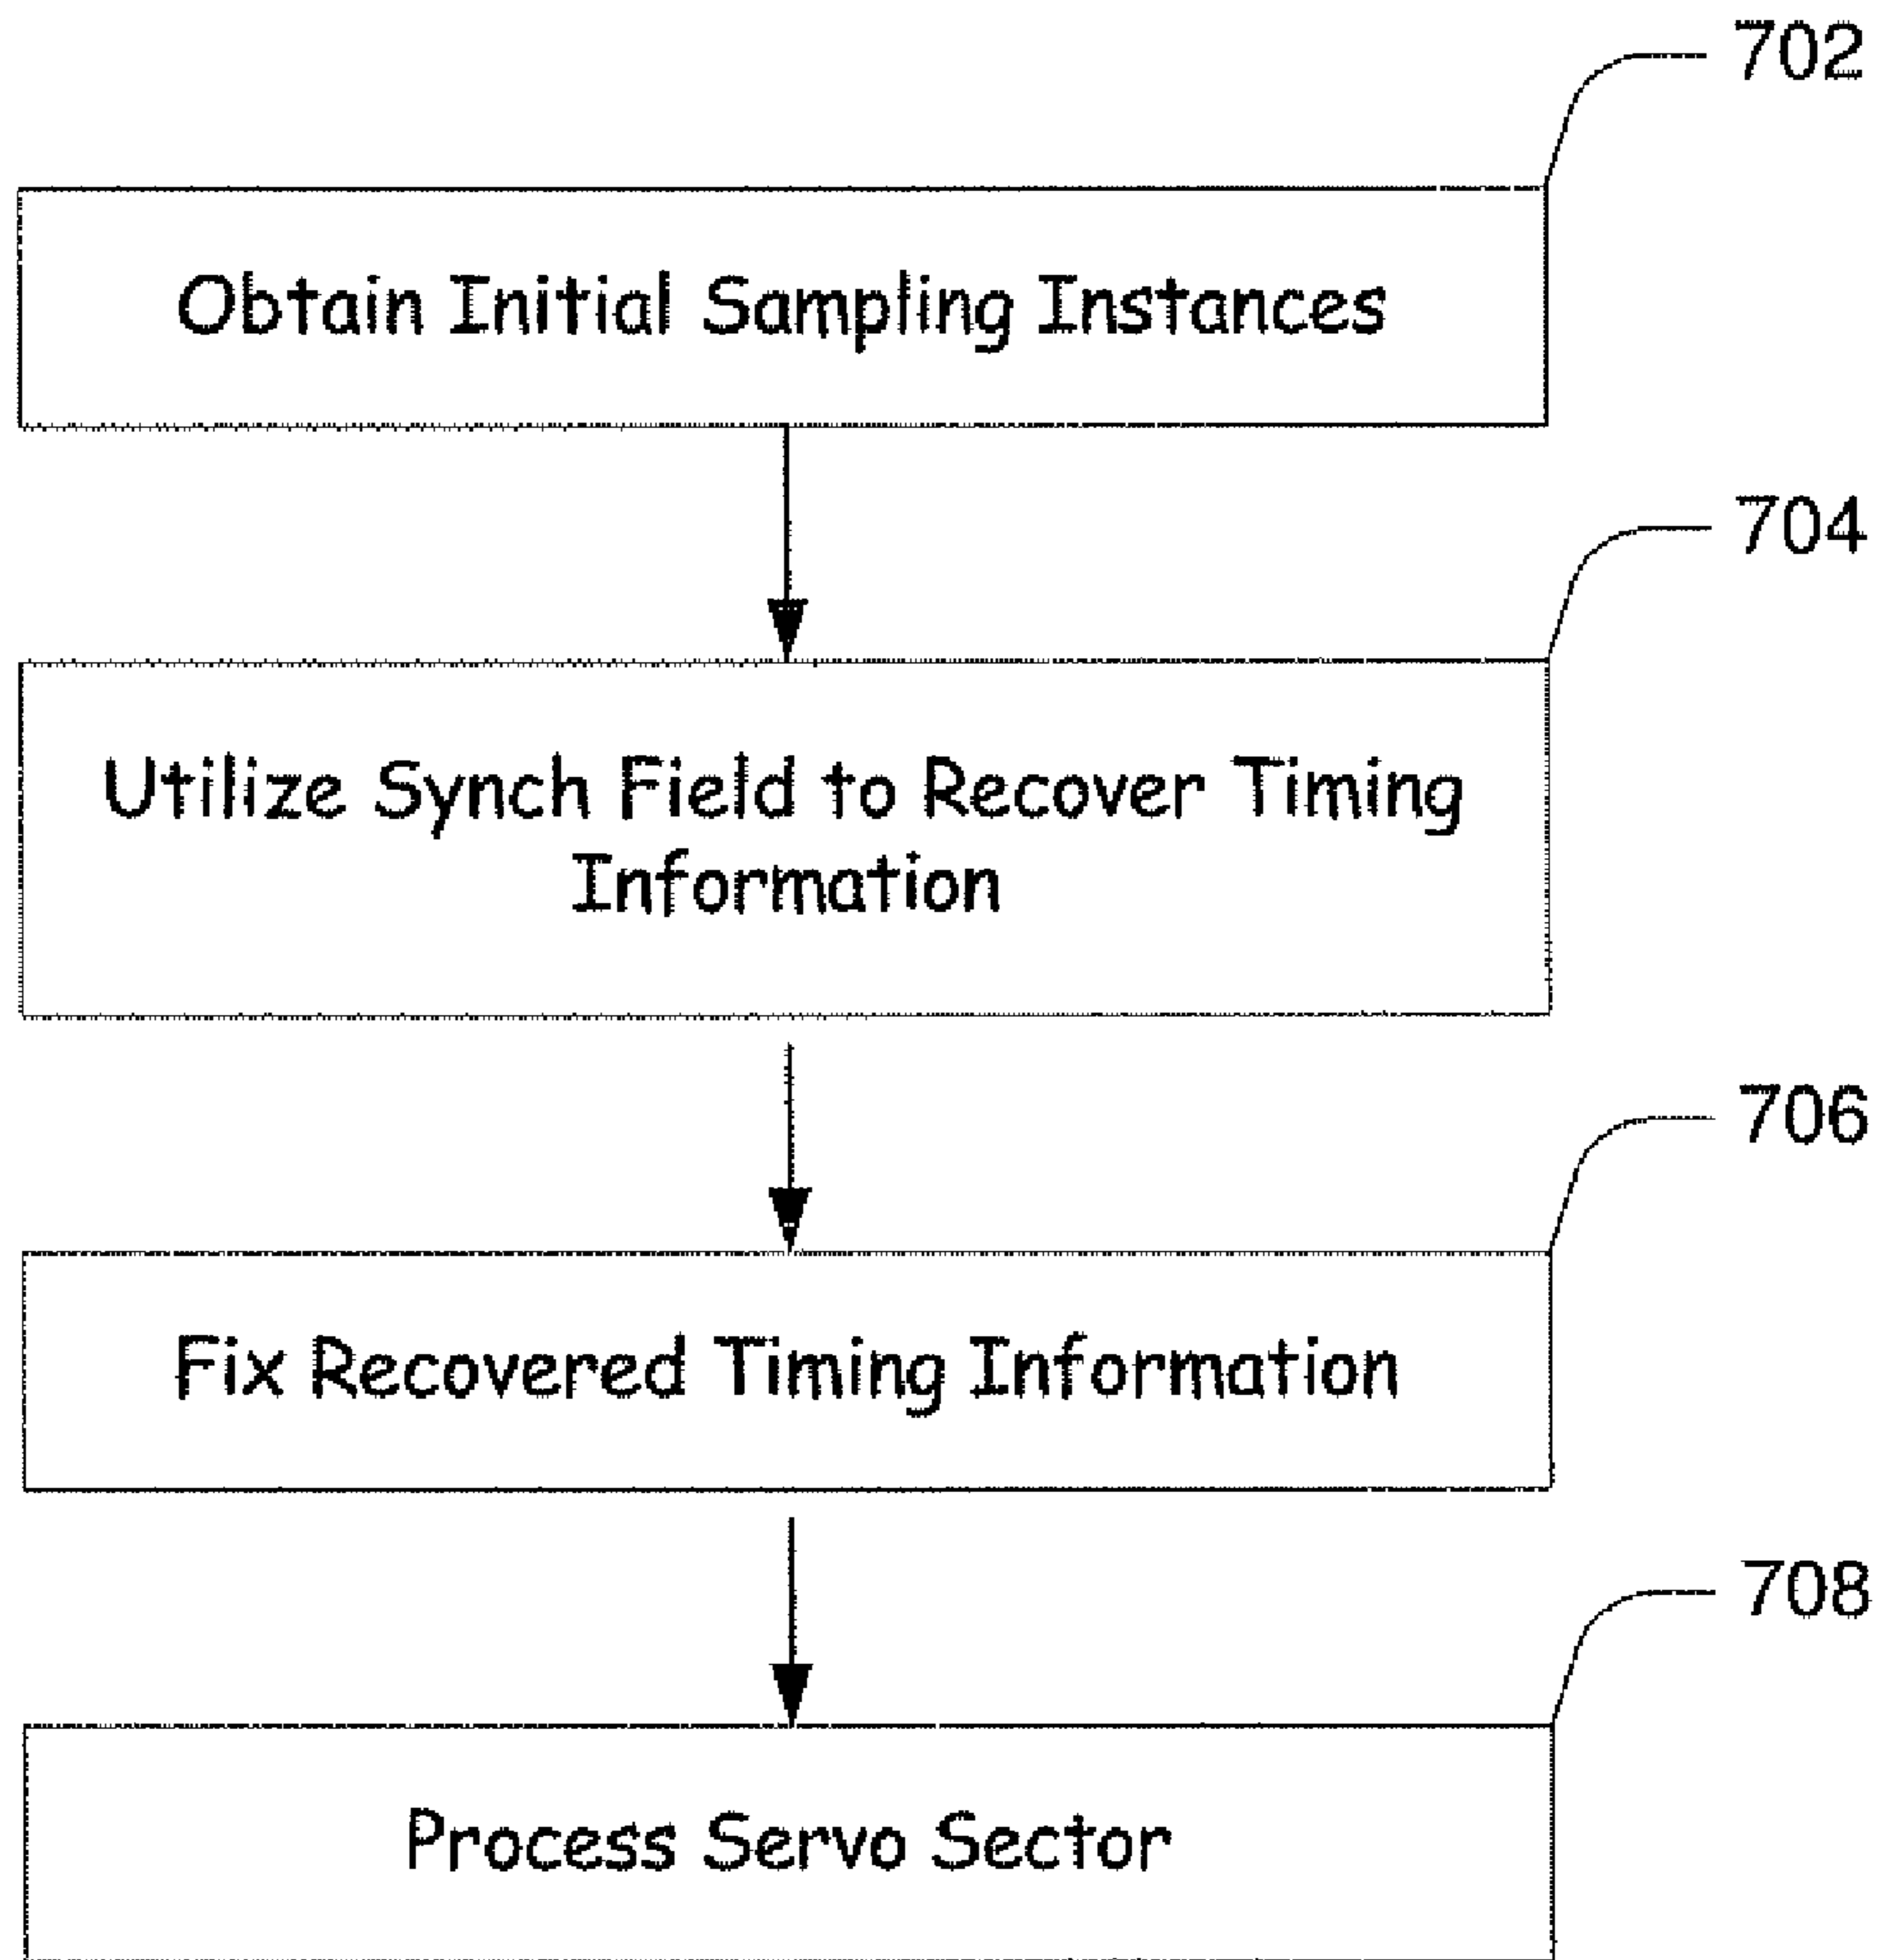 702
Obtain Initial Sampling Instances
704
Utilize Synch Field to Recover Timing
Information
706
Fix Recovered Timing Information
708
Process Servo Sector